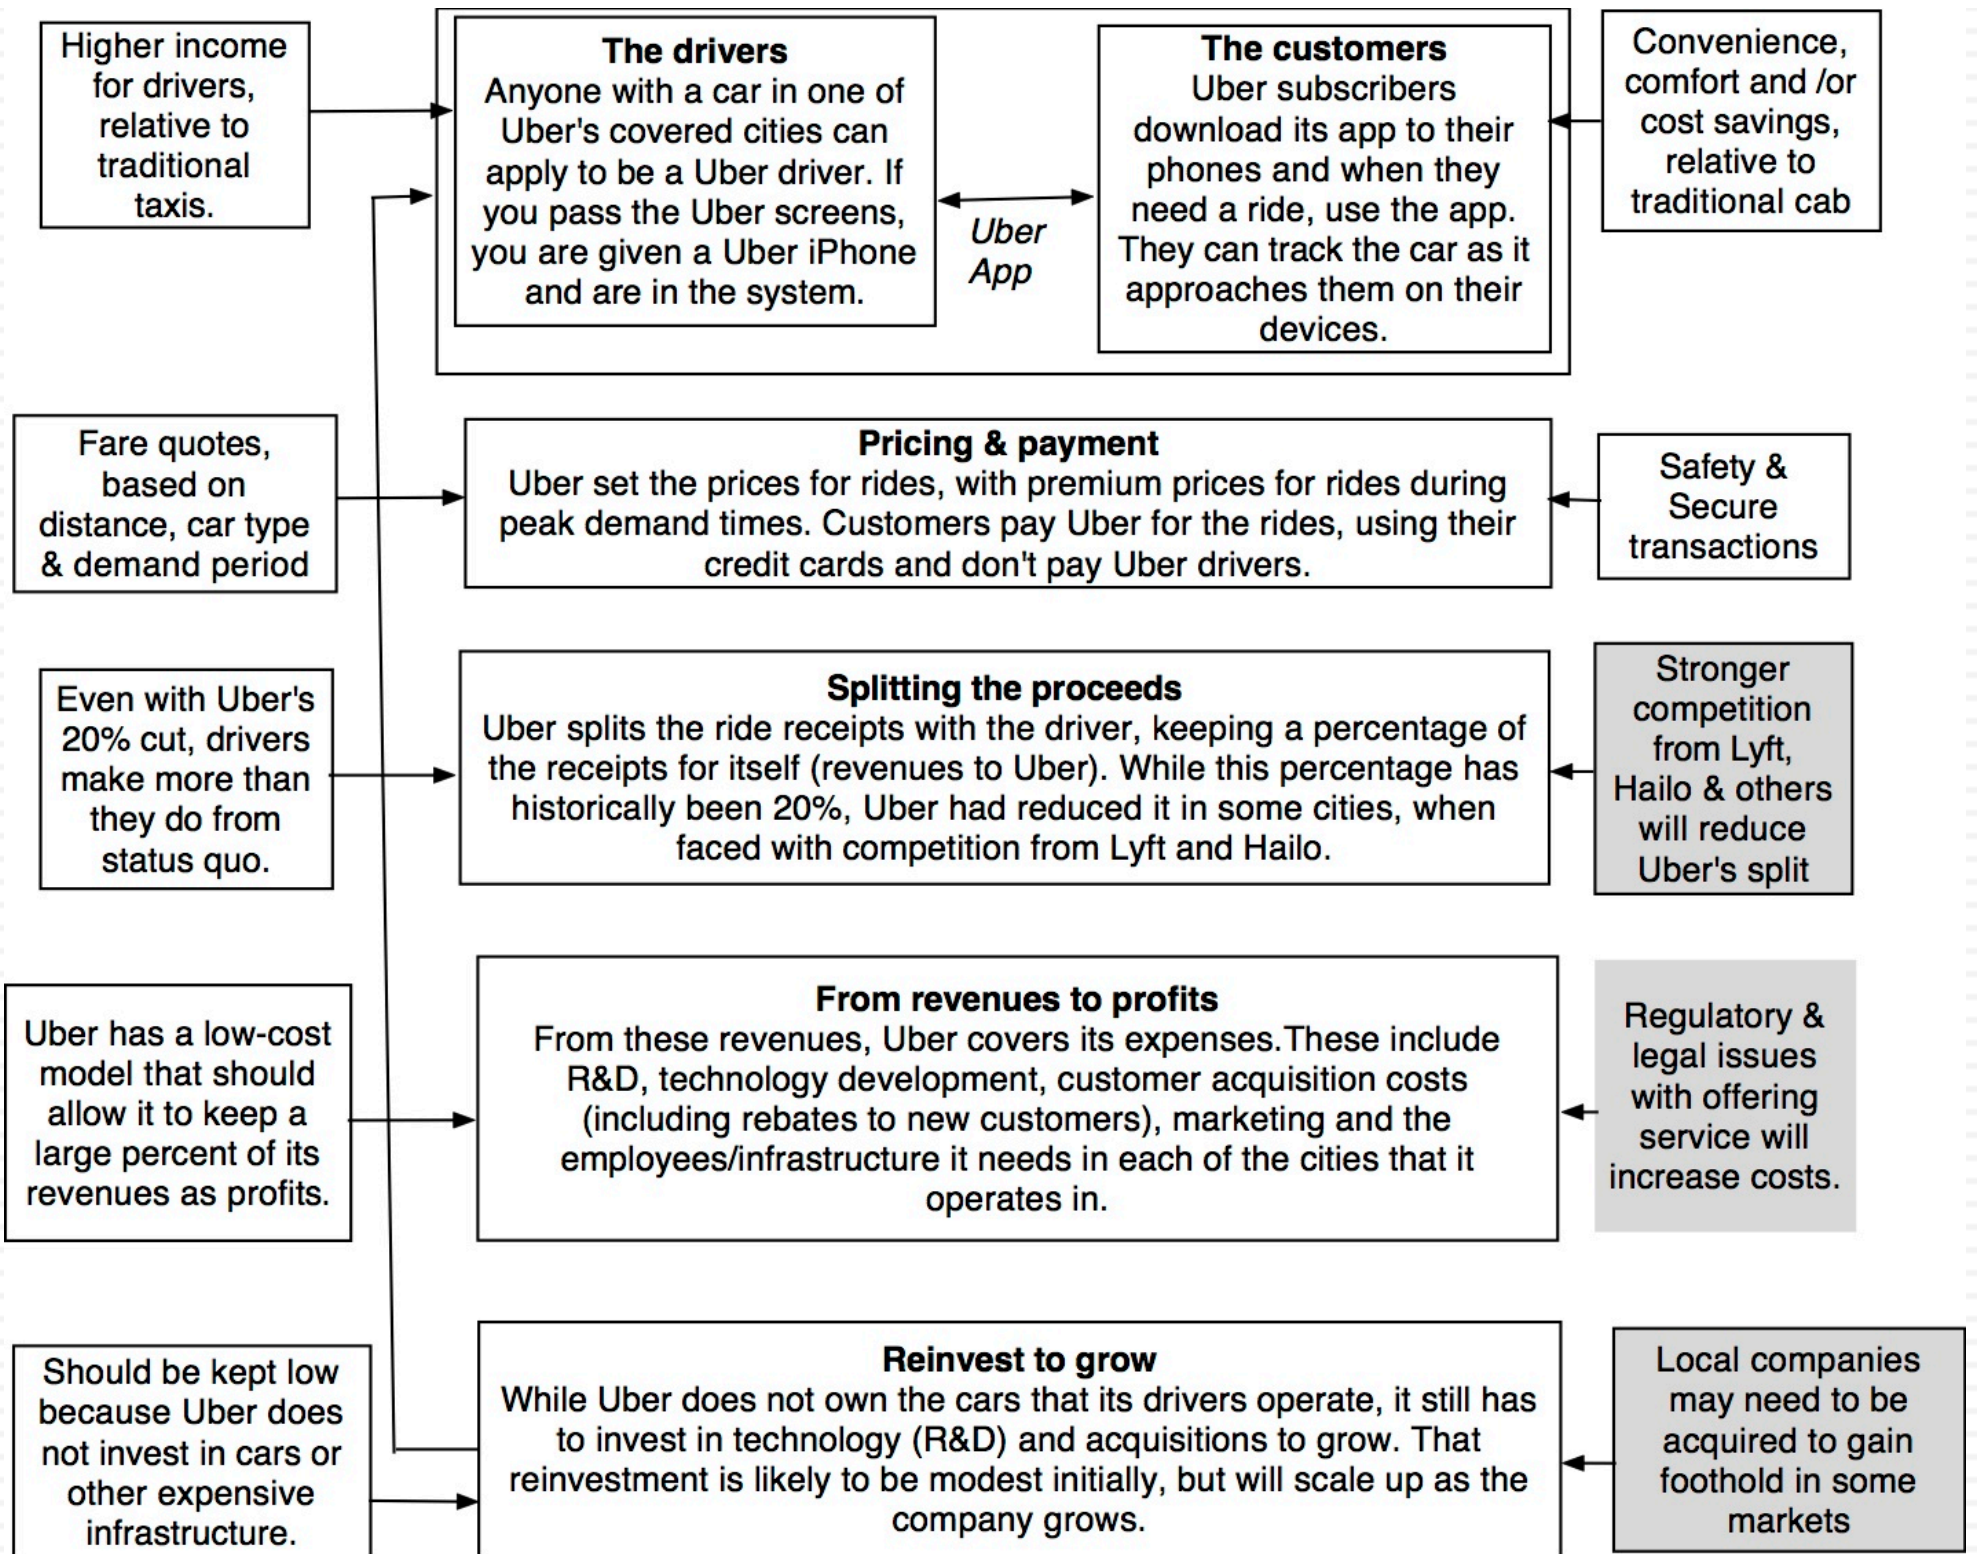 Higher income
for drivers,
relative to
traditional
taxis.
The drivers
Anyone with a car in one of
Uber's covered cities can
apply to be a Uber driver. If
you pass the Uber screens,
you are given a Uber iPhone
and are in the system.
Uber
App
The customers
Uber subscribers
download its app to their
phones and when they
need a ride, use the app.
They can track the car as it
approaches them on their
devices.
Convenience,
comfort and /or
cost savings,
relative to
traditional cab
Fare quotes,
based on
distance, car type
& demand period
Pricing & payment
Uber set the prices for rides, with premium prices for rides during
peak demand times. Customers pay Uber for the rides, using their
credit cards and don't pay Uber drivers.
Safety &
Secure
transactions
Even with Uber's
20% cut, drivers
make more than
they do from
status quo.
Splitting the proceeds
Uber splits the ride receipts with the driver, keeping a percentage of
the receipts for itself (revenues to Uber). While this percentage has
historically been 20%, Uber had reduced it in some cities, when
faced with competition from Lyft and Hailo.
Stronger
competition
from Lyft,
Hailo & others
will reduce
Uber's split
Uber has a low-cost
model that should
allow it to keep a
large percent of its
revenues as profits.
From revenues to profits
From these revenues, Uber covers its expenses.These include
R&D, technology development, customer acquisition costs
(including rebates to new customers), marketing and the
employees/infrastructure it needs in each of the cities that it
operates in.
Regulatory &
legal issues
with offering
service will
increase costs.
Should be kept low
because Uber does
not invest in cars or
other expensive
infrastructure.
Reinvest to grow
While Uber does not own the cars that its drivers operate, it still has
to invest in technology (R&D) and acquisitions to grow. That
reinvestment is likely to be modest initially, but will scale up as the
company grows.
Local companies
may need to be
acquired to gain
foothold in some
markets